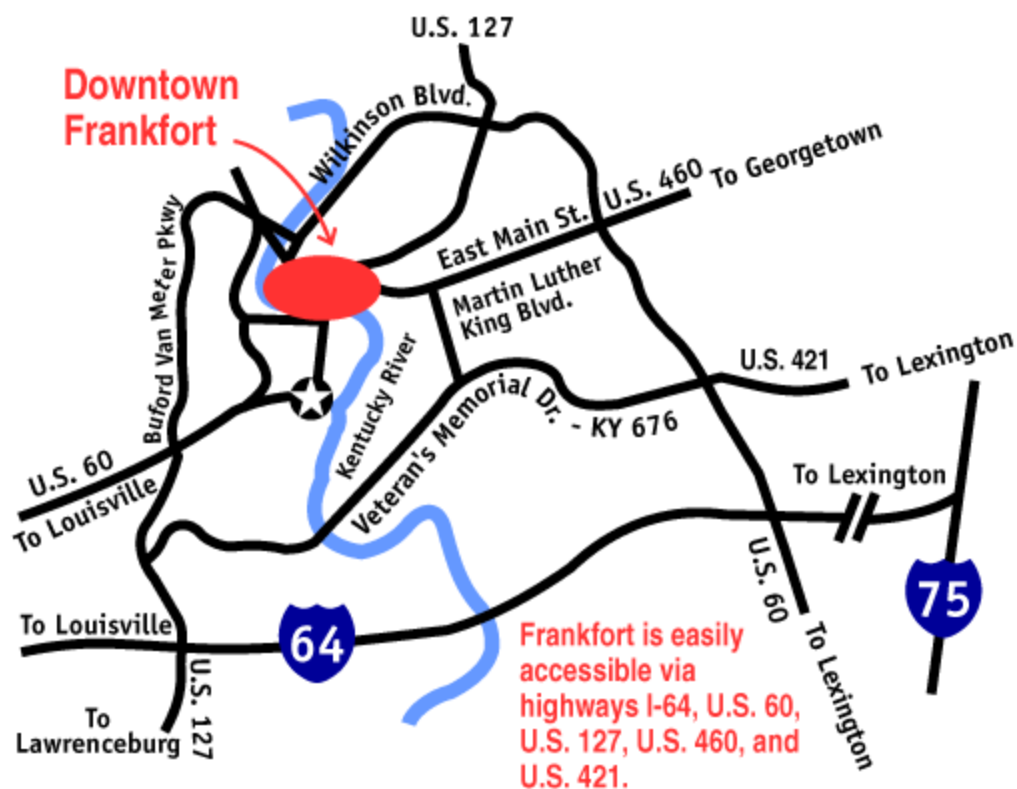 U.S. 127
Downtown
Frankfort
Wilkinson Blvd.
To Georgetown
U.S. 460
East Main St.
Martin Luther
King Blvd.
Buford Van Meter Pkwy
Kentucky River
U.S. 421
To Lexington
Veteran's Memorial Dr.
- KY 676
U.S. 60
To Louisville
To Lexington
U.S. 60
75
To Louisville
64
To Lexington
U.S. 127
To
Lawrenceburg
Frankfort is easily
accessible via
highways I-64, U.S. 60,
U.S. 127, U.S. 460, and
U.S. 421.